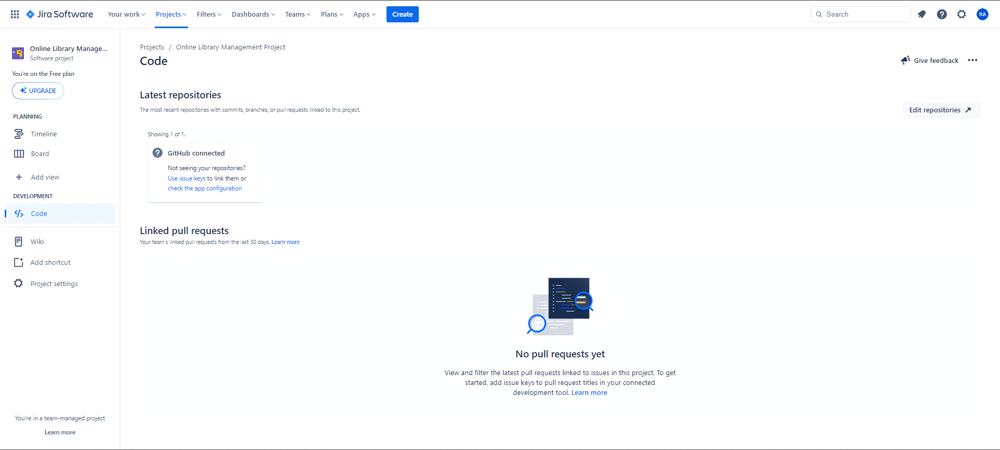 Jira Software
Your work
Projects
Filters
Dashboards
Teams
Plans
Apps
Create
Search
RA
Online Library Manage...
Software project
You're on the Free plan
UPGRADE
PLANNING
Timeline
Board
Add view
DEVELOPMENT
Code
Wiki
Add shortcut
Project settings
You're in a team-managed project
Learn more
Projects / Online Library Management Project
Code
Give feedback
Latest repositories
The most recent repositories with commits, branches, or pull requests linked to this project.
Edit repositories
Showing 1 of 1.
GitHub connected
Not seeing your repositories?
Use issue keys to link them or
check the app configuration
Linked pull requests
Your team's linked pull requests from the last 30 days. Learn more
No pull requests yet
View and filter the latest pull requests linked to issues in this project. To get
started, add issue keys to pull request titles in your connected
development tool. Learn more